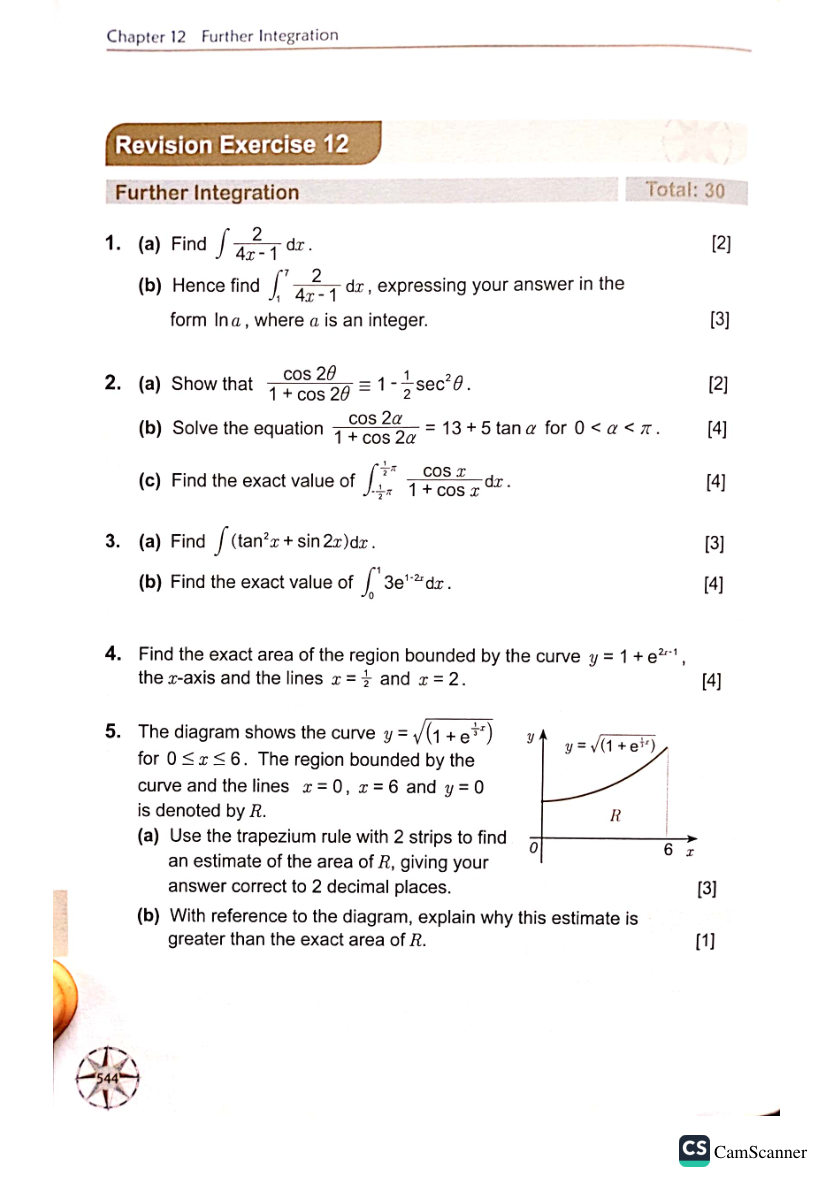 Chapter 12 Further Integration
Revision Exercise 12
Further Integration Total: 30
1. (a) Find ∫ 2/(4x - 1) dx. [2]
(b) Hence find ∫₁⁷ 2/(4x - 1) dx, expressing your answer in the
form ln a, where a is an integer. [3]
2. (a) Show that cos 2θ/(1 + cos 2θ) ≡ 1 - ½ sec²θ. [2]
(b) Solve the equation cos 2α/(1 + cos 2α) = 13 + 5 tan α for 0 < α < π. [4]
(c) Find the exact value of ∫_{-½π}^{½π} cos x/(1 + cos x) dx. [4]
3. (a) Find ∫(tan²x + sin 2x)dx. [3]
(b) Find the exact value of ∫₀¹ 3e^{1-2x} dx. [4]
4. Find the exact area of the region bounded by the curve y = 1 + e^{2x-1},
the x-axis and the lines x = ½ and x = 2. [4]
5. The diagram shows the curve y = √(1 + e^{⅓x})
for 0 ≤ x ≤ 6. The region bounded by the
curve and the lines x = 0, x = 6 and y = 0
is denoted by R.
(a) Use the trapezium rule with 2 strips to find
an estimate of the area of R, giving your
answer correct to 2 decimal places. [3]
(b) With reference to the diagram, explain why this estimate is
greater than the exact area of R. [1]
y
y = √(1 + e^{⅓x})
R
0 6 x
544
CS CamScanner